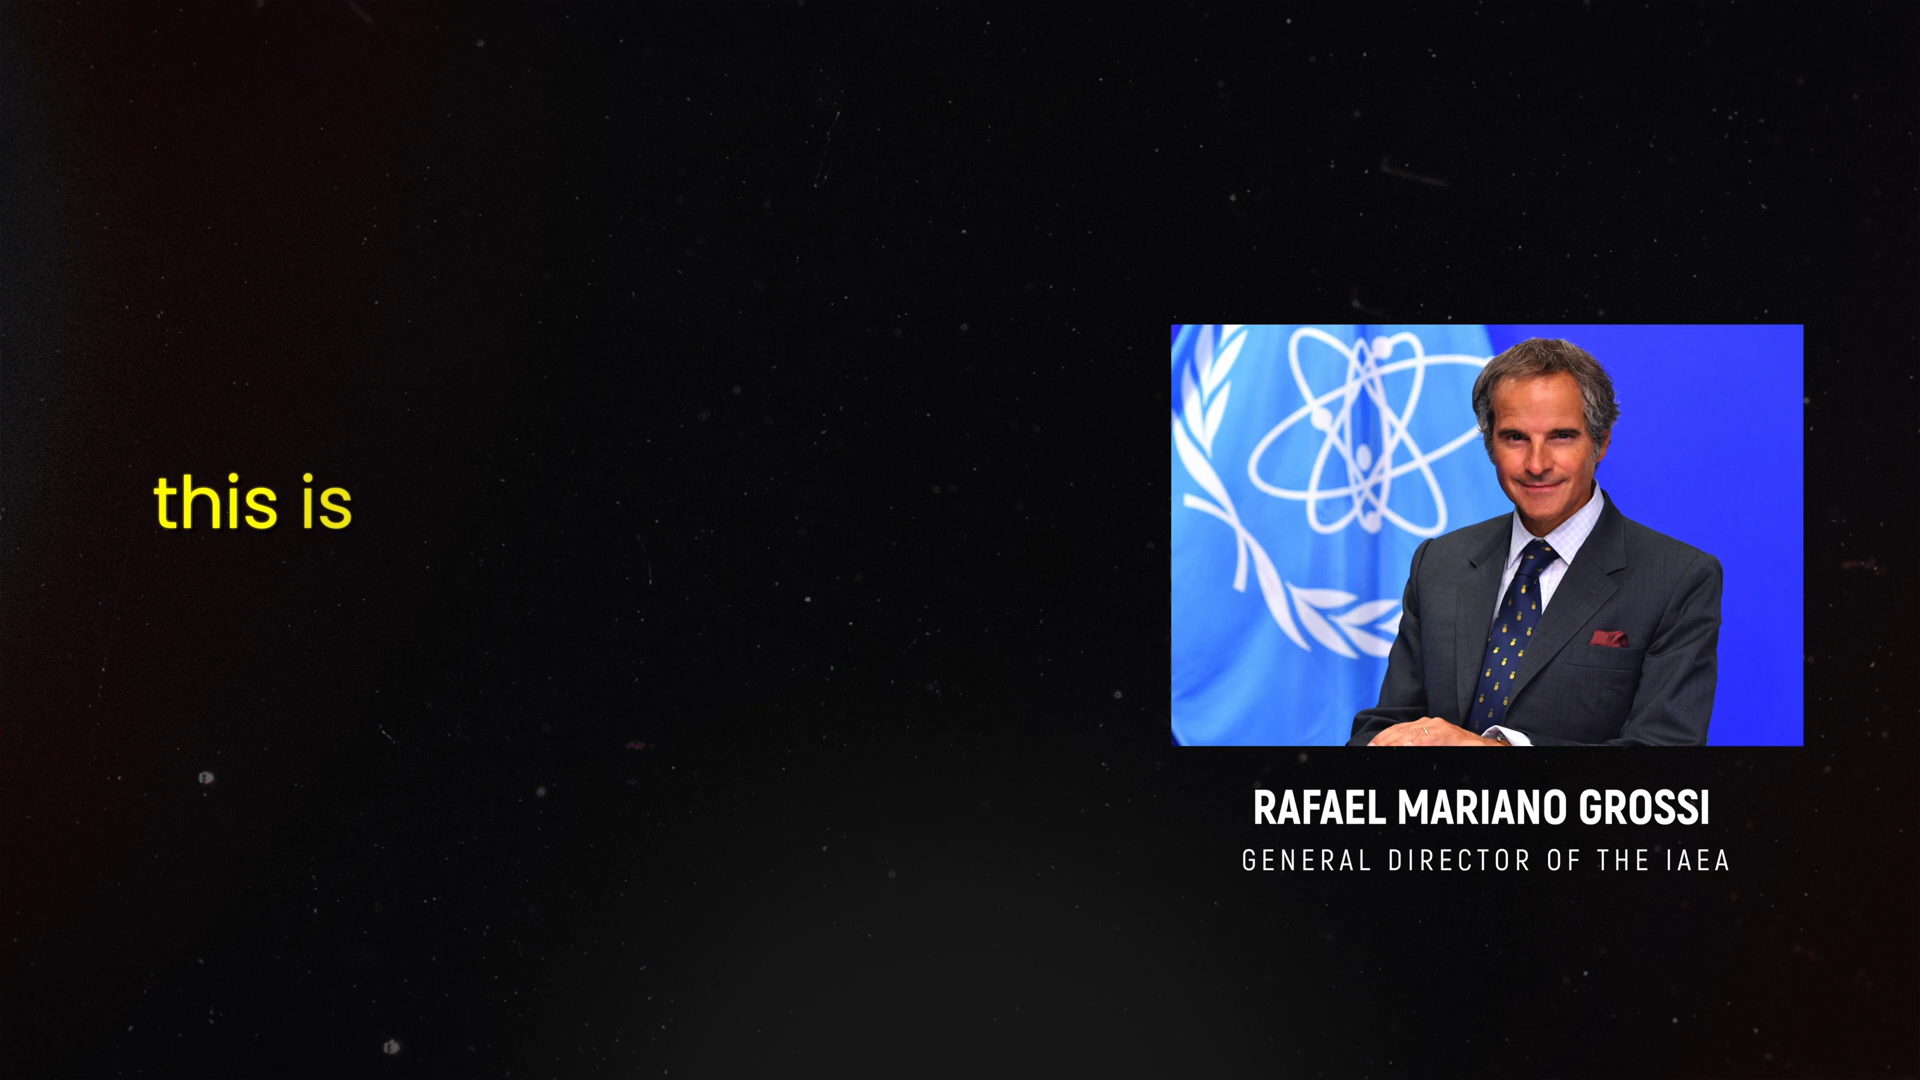 this is
RAFAEL MARIANO GROSSI
GENERAL DIRECTOR OF THE IAEA